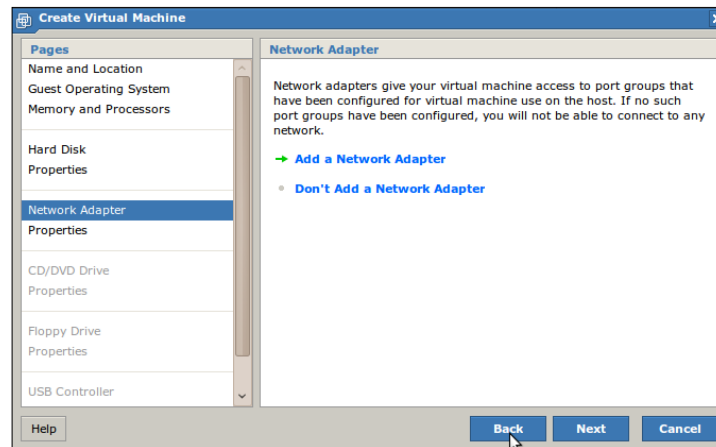 Create Virtual Machine
Pages
Name and Location
Guest Operating System
Memory and Processors
Hard Disk
Properties
Network Adapter
Properties
CD/DVD Drive
Properties
Floppy Drive
Properties
USB Controller
Network Adapter
Network adapters give your virtual machine access to port groups that
have been configured for virtual machine use on the host. If no such
port groups have been configured, you will not be able to connect to any
network.
Add a Network Adapter
Don't Add a Network Adapter
Help
Back
Next
Cancel